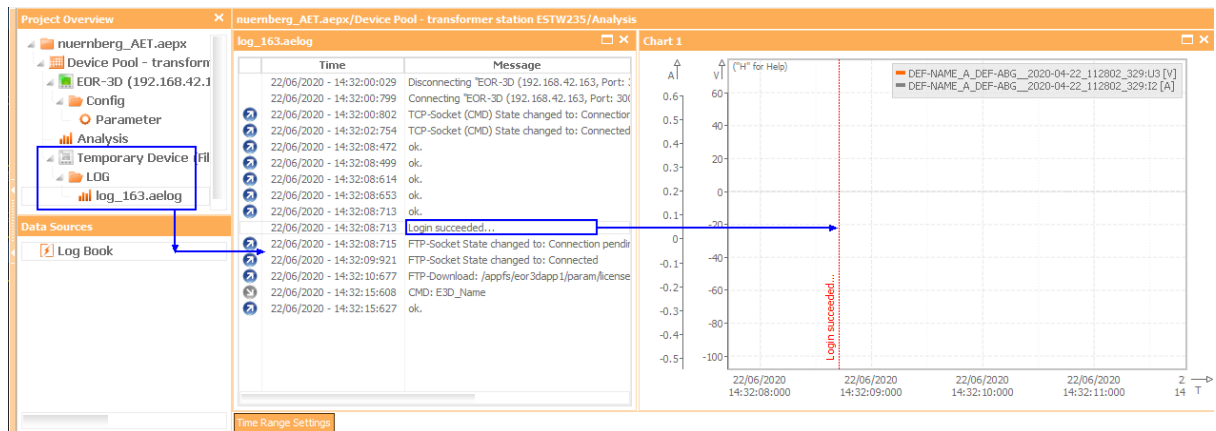 Project Overview
nuernberg_AET.aepx/Device Pool - transformer station ESTW235/Analysis
nuernberg_AET.aepx
Device Pool - transforn
EOR-3D (192.168.42.1
Config
Parameter
Analysis
Temporary Device (Fil
LOG
log_163.aelog
Data Sources
Log Book
log_163.aelog
Time Message
22/06/2020 - 14:32:00:029 Disconnecting "EOR-3D (192.168.42.163, Port:
22/06/2020 - 14:32:00:799 Connecting "EOR-3D (192.168.42.163, Port: 300
22/06/2020 - 14:32:00:802 TCP-Socket (CMD) State changed to: Connection
22/06/2020 - 14:32:02:754 TCP-Socket (CMD) State changed to: Connected
22/06/2020 - 14:32:08:472 ok.
22/06/2020 - 14:32:08:499 ok.
22/06/2020 - 14:32:08:614 ok.
22/06/2020 - 14:32:08:653 ok.
22/06/2020 - 14:32:08:713 ok.
22/06/2020 - 14:32:08:713 Login succeeded...
22/06/2020 - 14:32:08:715 FTP-Socket State changed to: Connection pendin
22/06/2020 - 14:32:09:921 FTP-Socket State changed to: Connected
22/06/2020 - 14:32:10:677 FTP-Download: /appfs/eor3dapp1/param/license
22/06/2020 - 14:32:15:608 CMD: E3D_Name
22/06/2020 - 14:32:15:627 ok.
Time Range Settings
Chart 1
A V ("H" for Help)
DEF-NAME_A_DEF-ABG__2020-04-22_112802_329:U3 [V]
DEF-NAME_A_DEF-ABG__2020-04-22_112802_329:I2 [A]
0.6 60
0.5
0.4 40
0.3 20
0.2 0
0.1
0 -20
-0.1 -40
-0.2 -60
-0.3
-0.4 -80
-0.5 -100
Login succeeded...
22/06/2020 22/06/2020 22/06/2020 22/06/2020 2
14:32:08:000 14:32:09:000 14:32:10:000 14:32:11:000 14 T